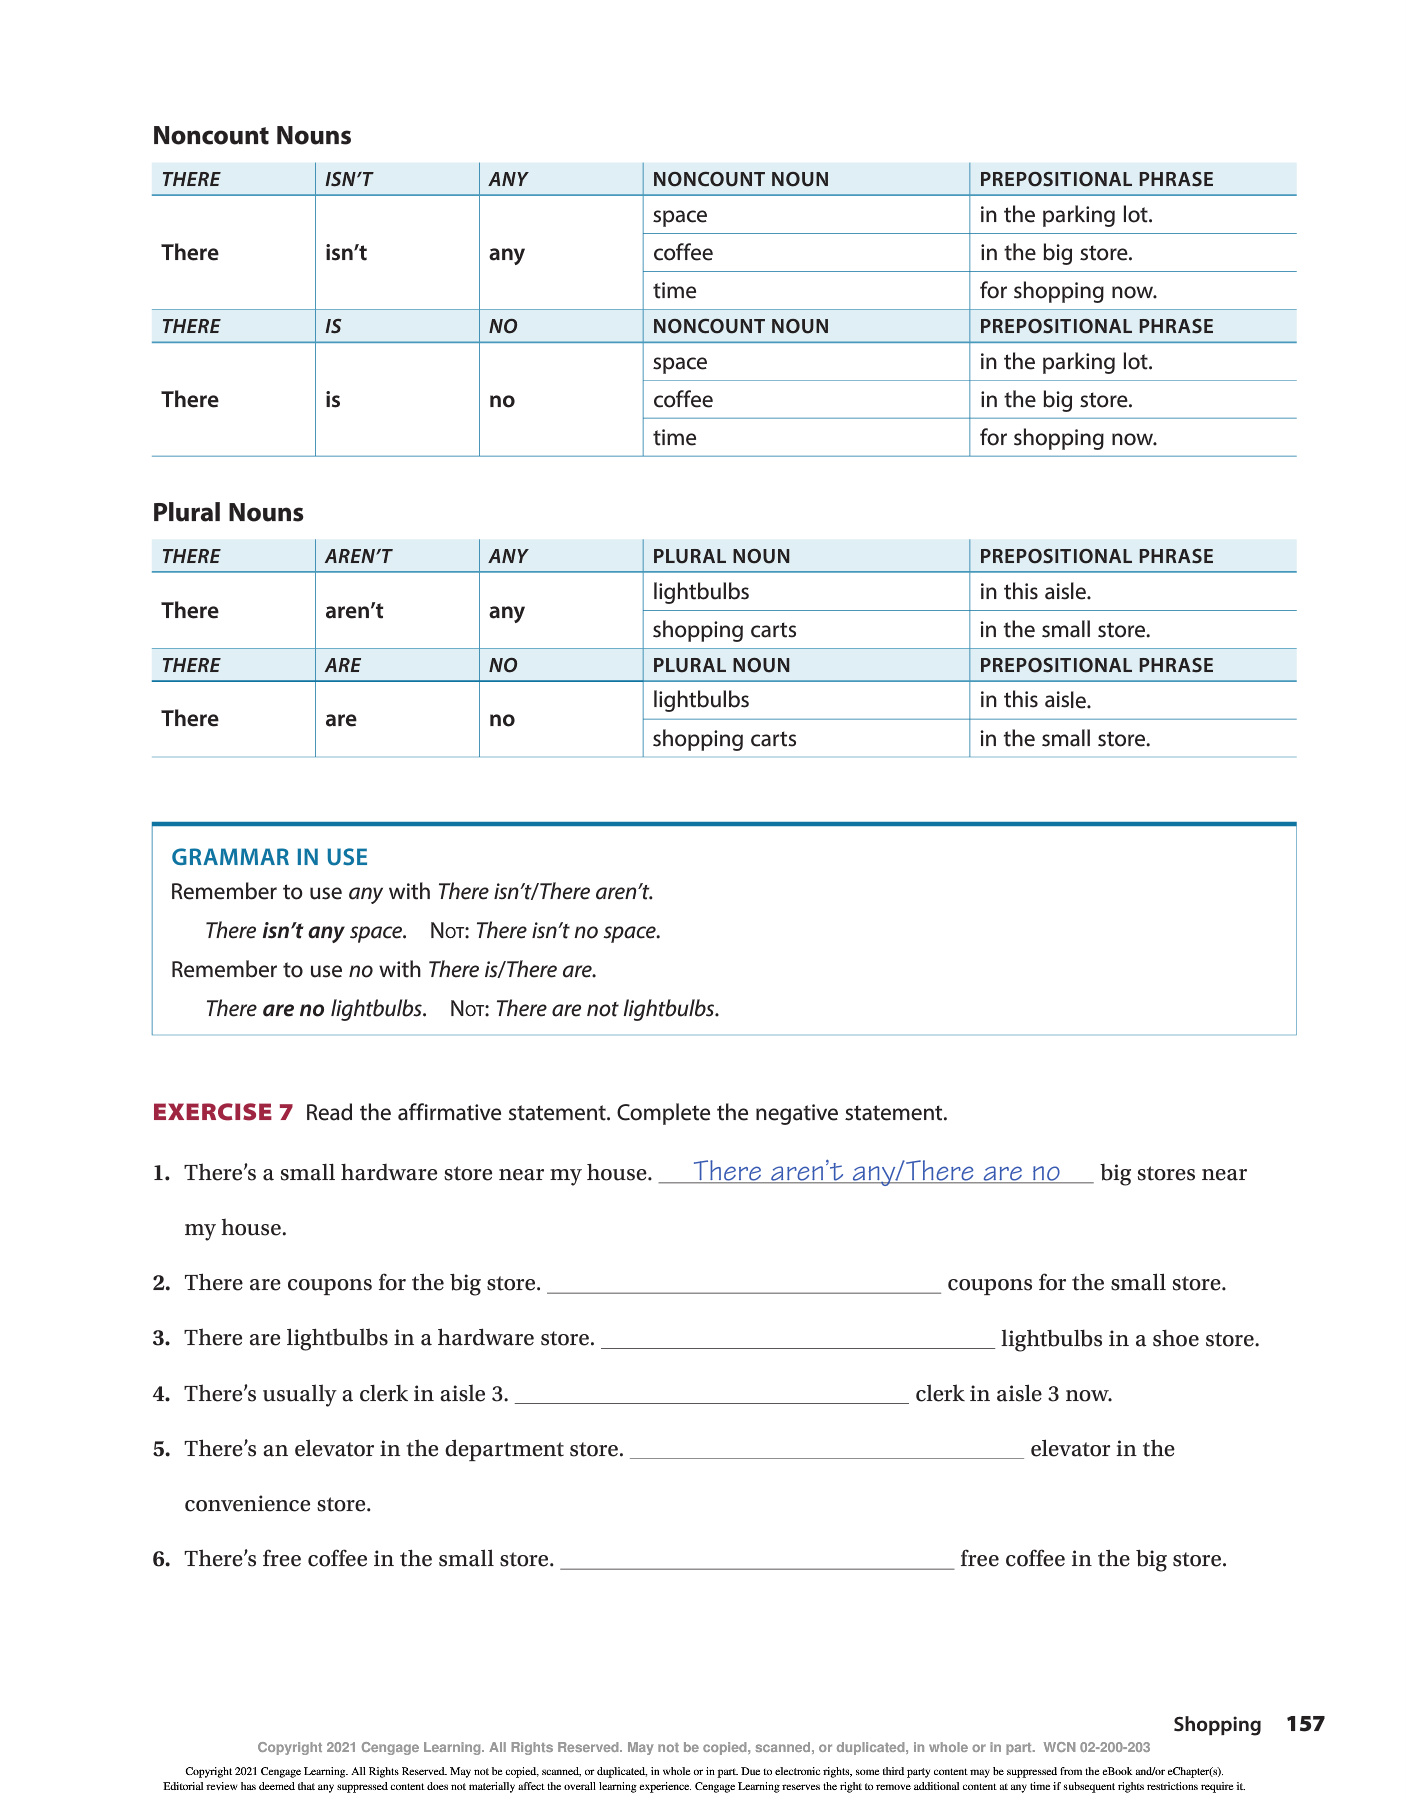 Noncount Nouns
THERE ISN'T ANY NONCOUNT NOUN PREPOSITIONAL PHRASE
There isn't any space in the parking lot.
coffee in the big store.
time for shopping now.
THERE IS NO NONCOUNT NOUN PREPOSITIONAL PHRASE
There is no space in the parking lot.
coffee in the big store.
time for shopping now.
Plural Nouns
THERE AREN'T ANY PLURAL NOUN PREPOSITIONAL PHRASE
There aren't any lightbulbs in this aisle.
shopping carts in the small store.
THERE ARE NO PLURAL NOUN PREPOSITIONAL PHRASE
There are no lightbulbs in this aisle.
shopping carts in the small store.
GRAMMAR IN USE
Remember to use any with There isn't/There aren't.
There isn't any space. NOT: There isn't no space.
Remember to use no with There is/There are.
There are no lightbulbs. NOT: There are not lightbulbs.
EXERCISE 7 Read the affirmative statement. Complete the negative statement.
1. There's a small hardware store near my house. There aren't any/There are no big stores near
my house.
2. There are coupons for the big store. coupons for the small store.
3. There are lightbulbs in a hardware store. lightbulbs in a shoe store.
4. There's usually a clerk in aisle 3. clerk in aisle 3 now.
5. There's an elevator in the department store. elevator in the
convenience store.
6. There's free coffee in the small store. free coffee in the big store.
Shopping 157
Copyright 2021 Cengage Learning. All Rights Reserved. May not be copied, scanned, or duplicated, in whole or in part. WCN 02-200-203
Copyright 2021 Cengage Learning. All Rights Reserved. May not be copied, scanned, or duplicated, in whole or in part. Due to electronic rights, some third party content may be suppressed from the eBook and/or eChapter(s).
Editorial review has deemed that any suppressed content does not materially affect the overall learning experience. Cengage Learning reserves the right to remove additional content at any time if subsequent rights restrictions require it.